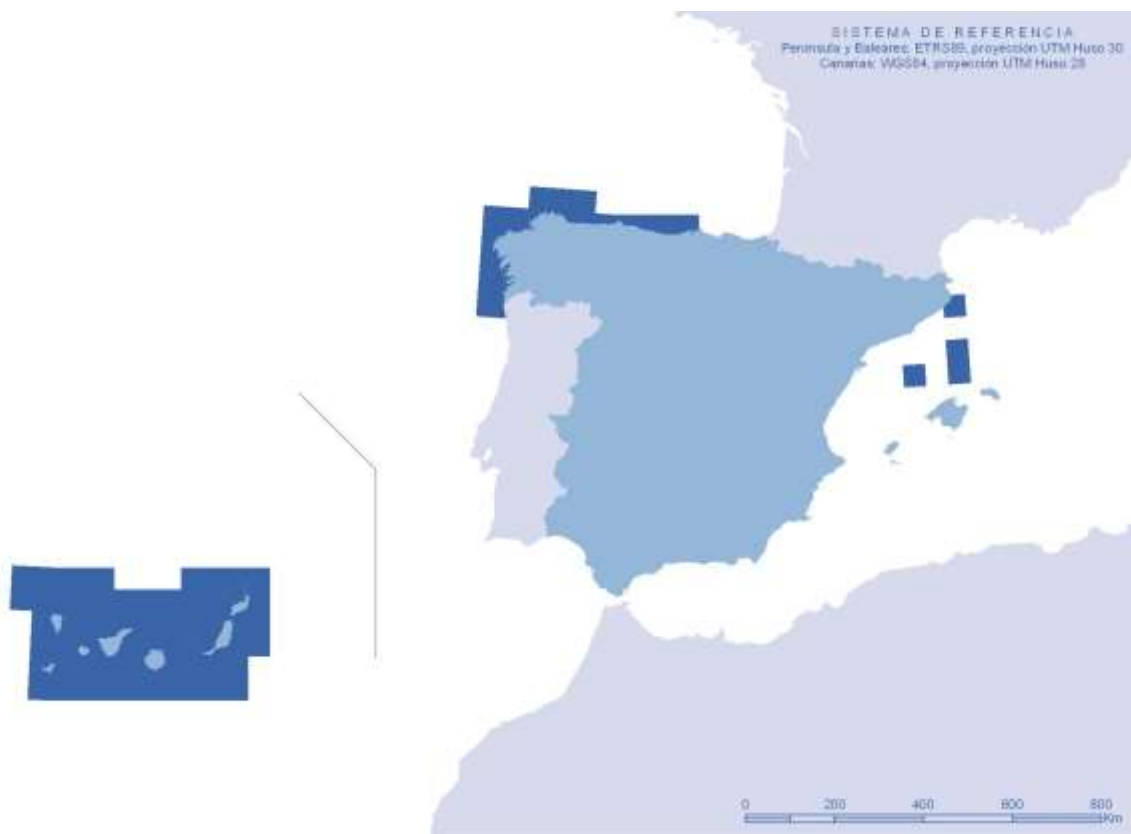 SISTEMA DE REFERENCIA
Península y Baleares: ETRS89, proyección UTM Huso 30
Canarias: WGS84, proyección UTM Huso 28
0 200 400 600 800
Km